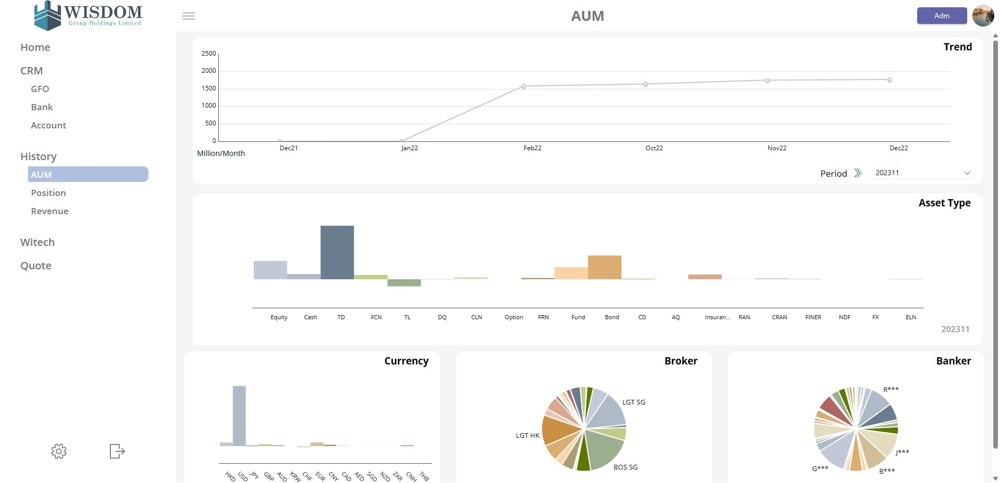 WISDOM
Group Holdings Limited
AUM
Adm
Home
CRM
GFO
Bank
Account
History
AUM
Position
Revenue
Witech
Quote
Trend
2500
2000
1500
1000
500
0
Dec21 Jan22 Feb22 Oct22 Nov22 Dec22
Million/Month
Period 202311
Asset Type
Equity Cash TD FCN TL DQ CLN Option FRN Fund Bond CD AQ Insuran... RAN CRAN FINER NDF FX ELN
202311
Currency
HKD USD JPY GBP AUD KRW CHF EUR CNY CAD AED SGD NZD ZAR CNH THB
Broker
LGT SG
LGT HK
BOS SG
Banker
R***
J***
G***
B***